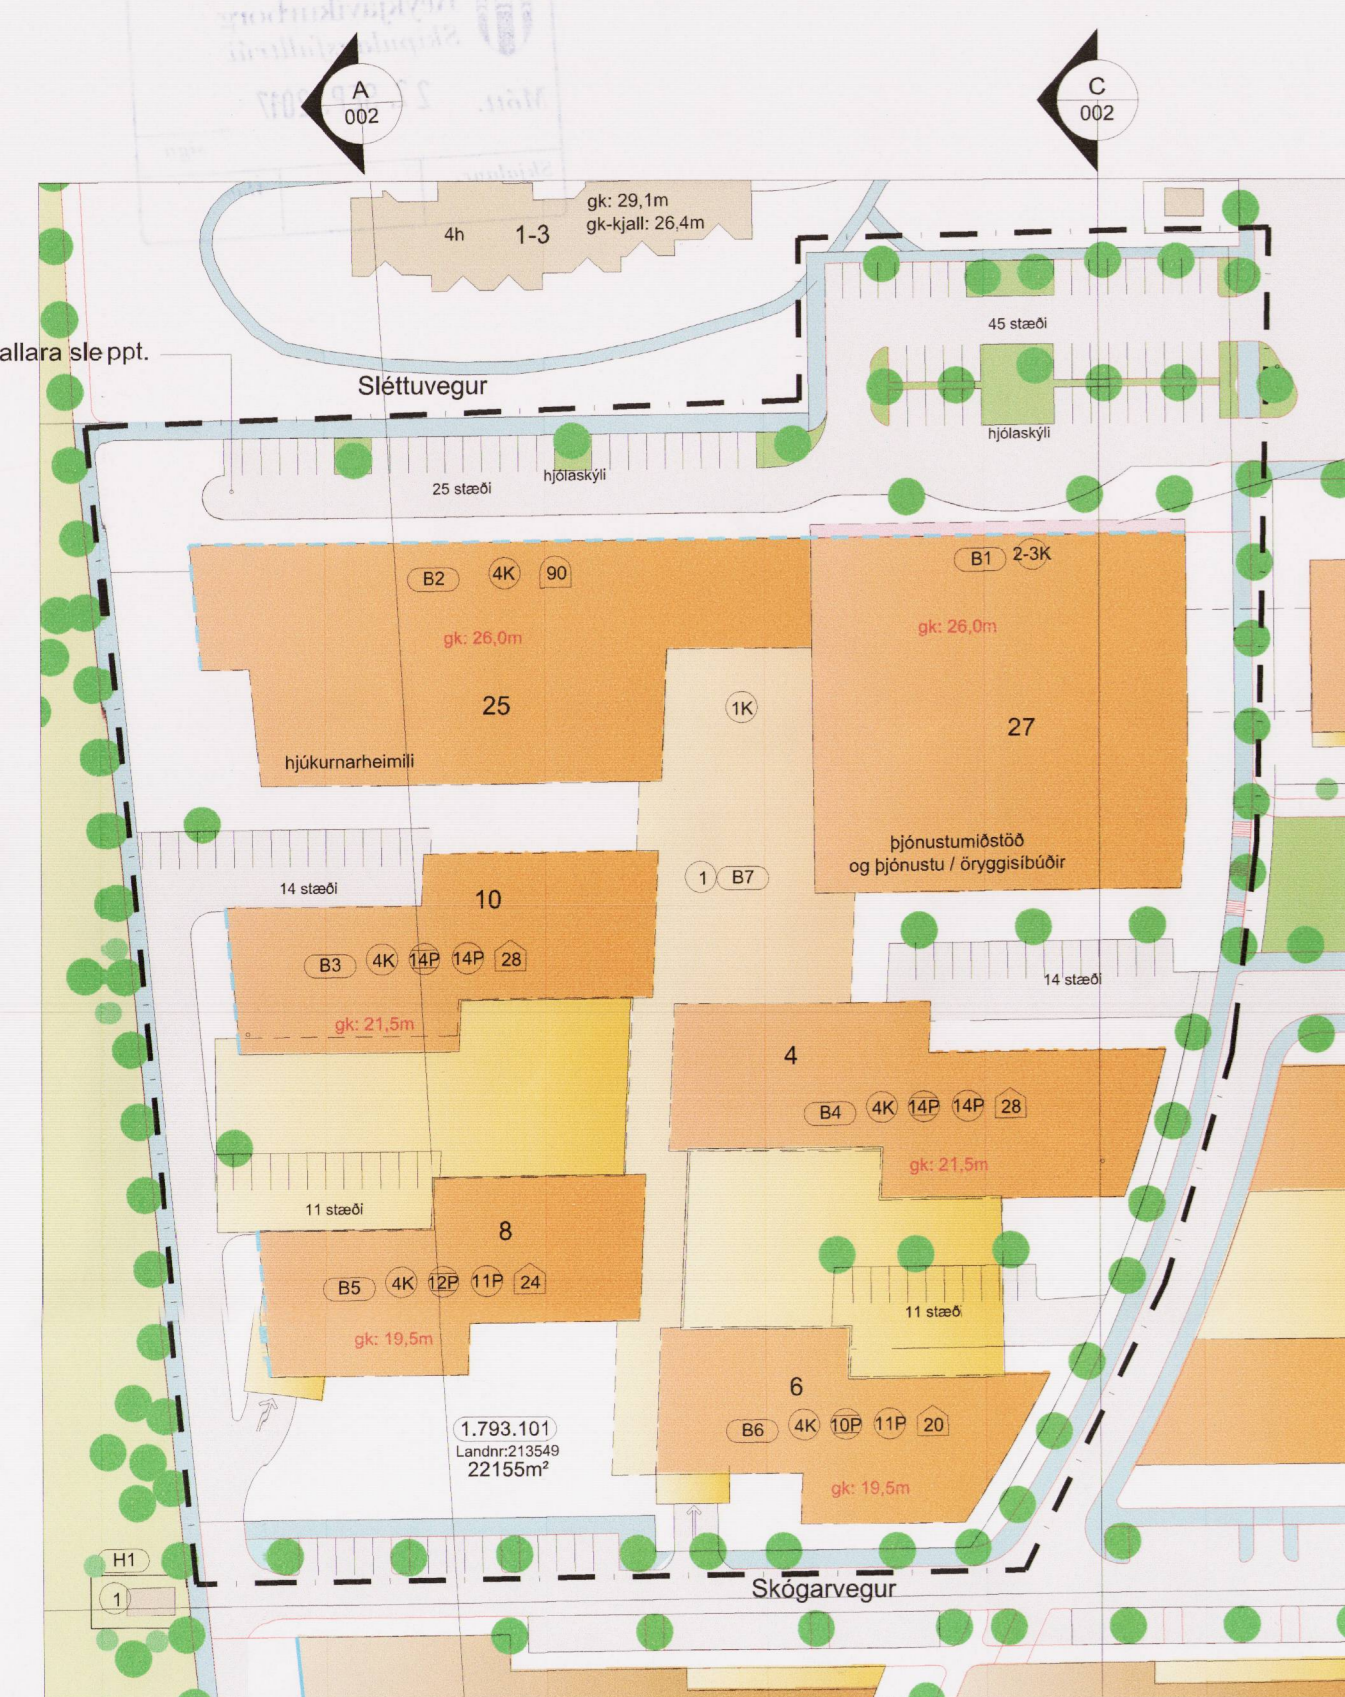 A
002
C
002
gk: 29,1m
gk-kjall: 26,4m
4h
1-3
45 stæði
allara sleppt.
Sléttuvegur
hjólaskýli
25 stæði
hjólaskýli
B2 4K 90
B1 2-3K
gk: 26,0m
gk: 26,0m
25
1K
27
hjúkurnarheimili
þjónustumiðstöð
og þjónustu / öryggisíbúðir
14 stæði
1 B7
10
B3 4K 14P 14P 28
14 stæði
gk: 21,5m
4
B4 4K 14P 14P 28
gk: 21,5m
11 stæði
8
B5 4K 12P 11P 24
11 stæð
gk: 19,5m
6
B6 4K 10P 11P 20
1.793.101
Landnr:213549
22155m²
gk: 19,5m
H1
1
Skógarvegur